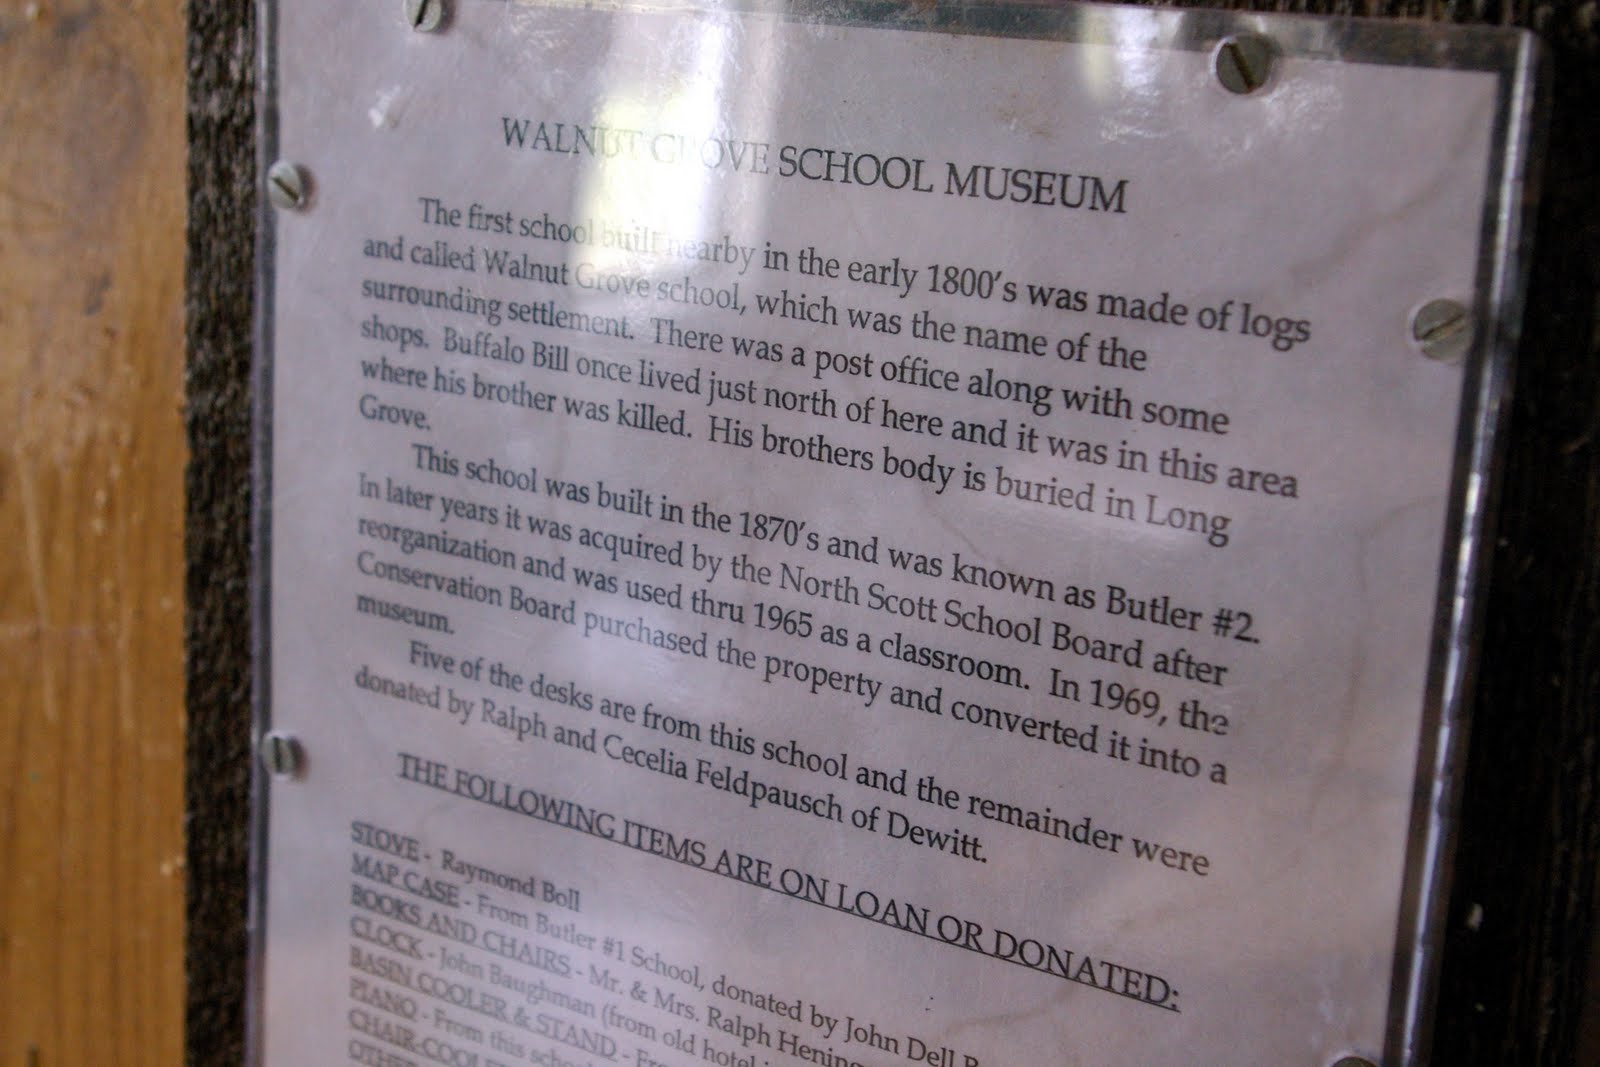 WALNUT GROVE SCHOOL MUSEUM
The first school built nearby in the early 1800's was made of logs
and called Walnut Grove school, which was the name of the
surrounding settlement. There was a post office along with some
shops. Buffalo Bill once lived just north of here and it was in this area
where his brother was killed. His brothers body is buried in Long
Grove.
This school was built in the 1870's and was known as Butler #2.
In later years it was acquired by the North Scott School Board after
reorganization and was used thru 1965 as a classroom. In 1969, the
Conservation Board purchased the property and converted it into a
museum.
Five of the desks are from this school and the remainder were
donated by Ralph and Cecelia Feldpausch of Dewitt.
THE FOLLOWING ITEMS ARE ON LOAN OR DONATED:
STOVE - Raymond Boll
MAP CASE - From Butler #1 School, donated by John Dell
BOOKS AND CHAIRS - Mr. & Mrs. Ralph
CLOCK - John Baughman (from old hotel
BASIN COOLER & STAND -
PIANO - From this